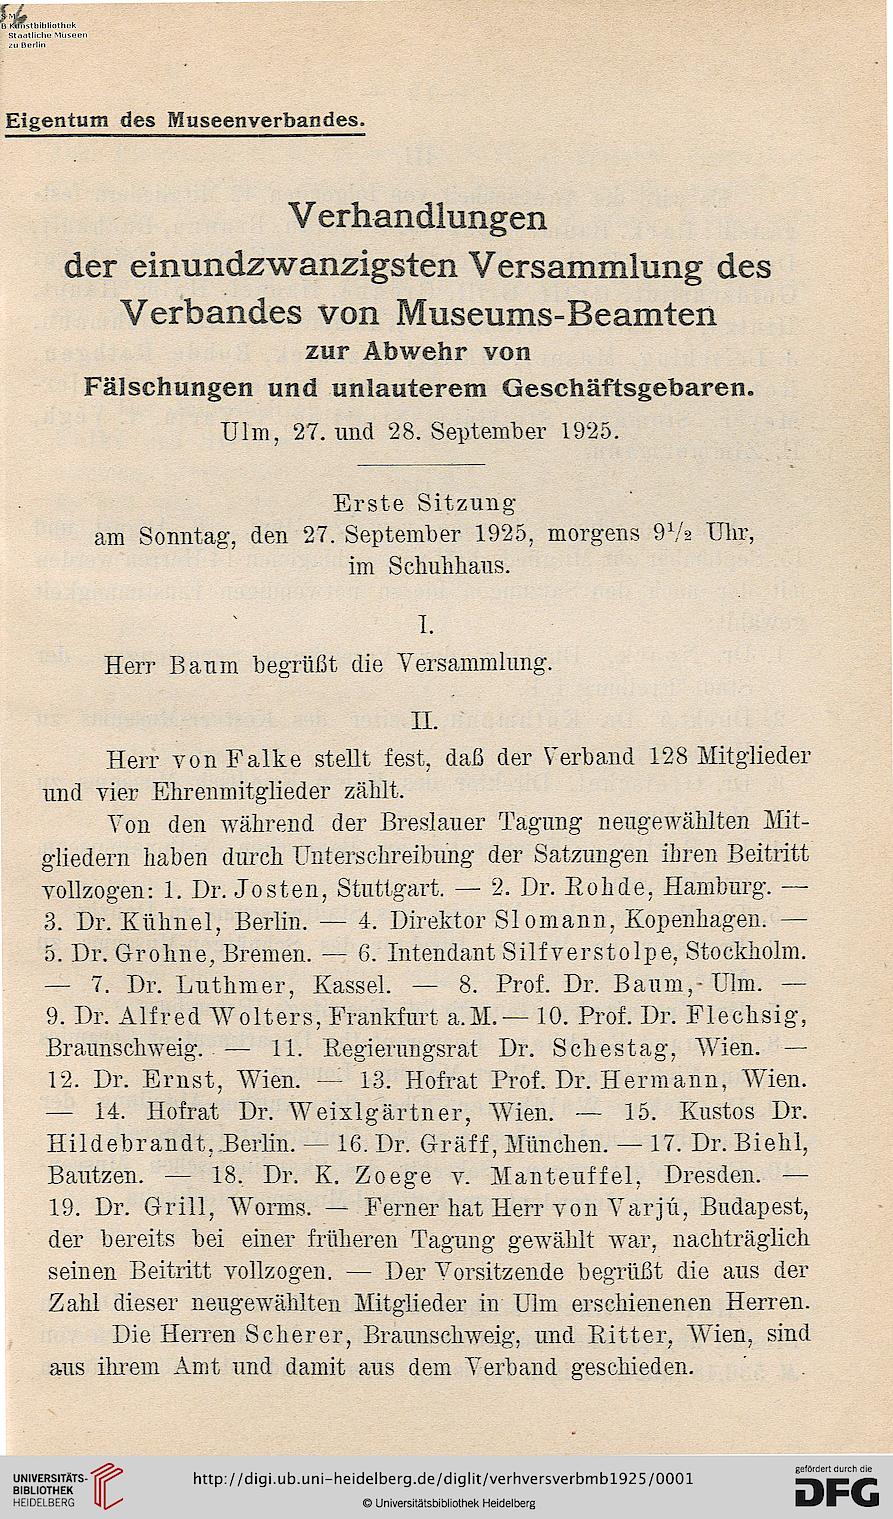 Kunstbibliothek
Staatliche Museen
zu Berlin
Eigentum des Museenverbandes.
Verhandlungen
der einundzwanzigsten Versammlung des
Verbandes von Museums-Beamten
zur Abwehr von
Fälschungen und unlauterem Geschäftsgebaren.
Ulm, 27. und 28. September 1925.
Erste Sitzung
am Sonntag, den 27. September 1925, morgens 9½ Uhr,
im Schuhhaus.
I.
Herr Baum begrüßt die Versammlung.
II.
Herr von Falke stellt fest, daß der Verband 128 Mitglieder
und vier Ehrenmitglieder zählt.
Von den während der Breslauer Tagung neugewählten Mit-
gliedern haben durch Unterschreibung der Satzungen ihren Beitritt
vollzogen: 1. Dr. Josten, Stuttgart. — 2. Dr. Rohde, Hamburg. —
3. Dr. Kühnel, Berlin. — 4. Direktor Slomann, Kopenhagen. —
5. Dr. Grohne, Bremen. — 6. Intendant Silfverstolpe, Stockholm.
— 7. Dr. Luthmer, Kassel. — 8. Prof. Dr. Baum, Ulm. —
9. Dr. Alfred Wolters, Frankfurt a. M. — 10. Prof. Dr. Flechsig,
Braunschweig. — 11. Regierungsrat Dr. Schestag, Wien. —
12. Dr. Ernst, Wien. — 13. Hofrat Prof. Dr. Hermann, Wien.
— 14. Hofrat Dr. Weixlgärtner, Wien. — 15. Kustos Dr.
Hildebrandt, Berlin. — 16. Dr. Gräff, München. — 17. Dr. Biehl,
Bautzen. — 18. Dr. K. Zoege v. Manteuffel, Dresden. —
19. Dr. Grill, Worms. — Ferner hat Herr von Varjú, Budapest,
der bereits bei einer früheren Tagung gewählt war, nachträglich
seinen Beitritt vollzogen. — Der Vorsitzende begrüßt die aus der
Zahl dieser neugewählten Mitglieder in Ulm erschienenen Herren.
Die Herren Scherer, Braunschweig, und Ritter, Wien, sind
aus ihrem Amt und damit aus dem Verband geschieden.
UNIVERSITÄTS-
BIBLIOTHEK
HEIDELBERG
http://digi.ub.uni-heidelberg.de/diglit/verhversverbmb1925/0001
© Universitätsbibliothek Heidelberg
gefördert durch die
DFG